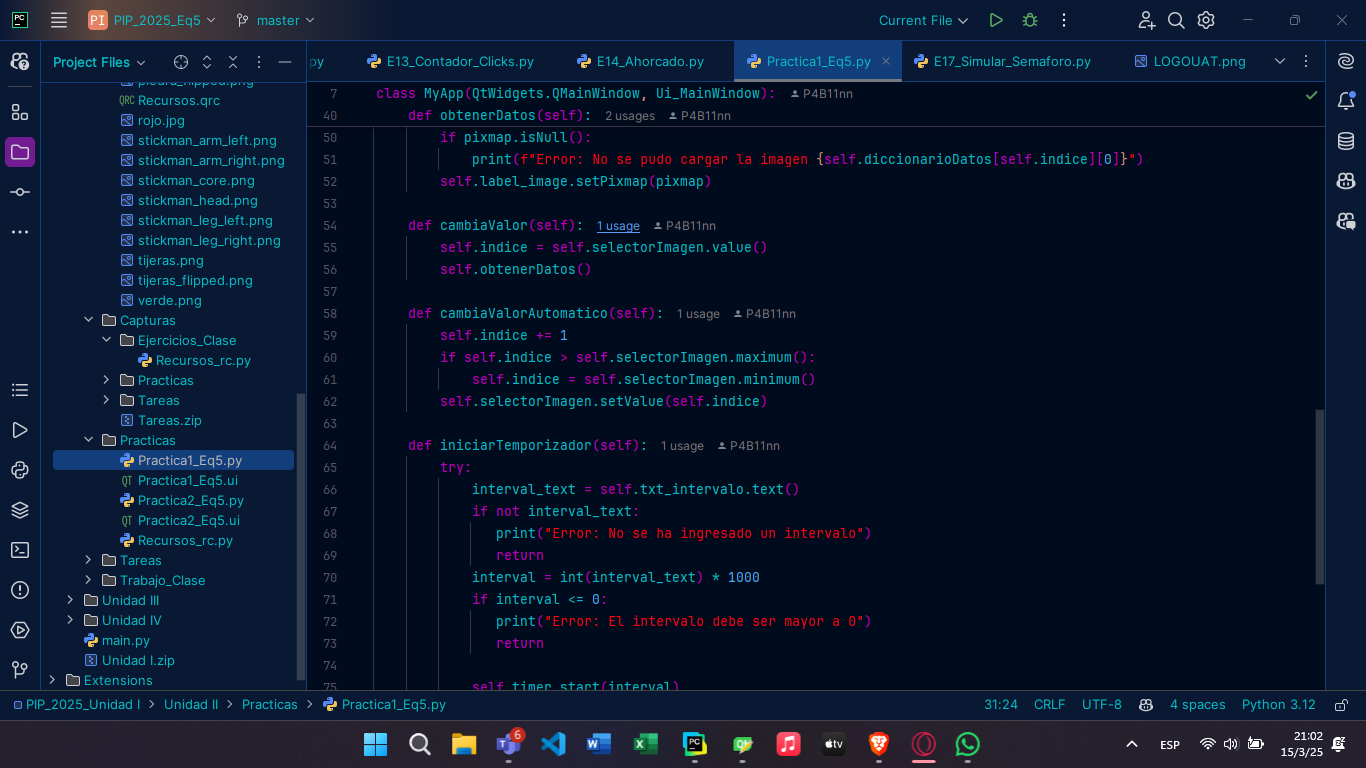 PC
PI PIP_2025_Eq5 master Current File
Project Files
py E13_Contador_Clicks.py E14_Ahorcado.py Practica1_Eq5.py E17_Simular_Semaforo.py LOGOUAT.png
piedra_flipped.png
QRC Recursos.qrc
rojo.jpg
stickman_arm_left.png
stickman_arm_right.png
stickman_core.png
stickman_head.png
stickman_leg_left.png
stickman_leg_right.png
tijeras.png
tijeras_flipped.png
verde.png
Capturas
Ejercicios_Clase
Recursos_rc.py
Practicas
Tareas
Tareas.zip
Practicas
Practica1_Eq5.py
QT Practica1_Eq5.ui
Practica2_Eq5.py
QT Practica2_Eq5.ui
Recursos_rc.py
Tareas
Trabajo_Clase
Unidad III
Unidad IV
main.py
Unidad I.zip
Extensions
7 class MyApp(QtWidgets.QMainWindow, Ui_MainWindow): P4B11nn
40 def obtenerDatos(self): 2 usages P4B11nn
50 if pixmap.isNull():
51 print(f"Error: No se pudo cargar la imagen {self.diccionarioDatos[self.indice][0]}")
52 self.label_image.setPixmap(pixmap)
53
54 def cambiaValor(self): 1 usage P4B11nn
55 self.indice = self.selectorImagen.value()
56 self.obtenerDatos()
57
58 def cambiaValorAutomatico(self): 1 usage P4B11nn
59 self.indice += 1
60 if self.indice > self.selectorImagen.maximum():
61 self.indice = self.selectorImagen.minimum()
62 self.selectorImagen.setValue(self.indice)
63
64 def iniciarTemporizador(self): 1 usage P4B11nn
65 try:
66 interval_text = self.txt_intervalo.text()
67 if not interval_text:
68 print("Error: No se ha ingresado un intervalo")
69 return
70 interval = int(interval_text) * 1000
71 if interval <= 0:
72 print("Error: El intervalo debe ser mayor a 0")
73 return
74
75 self.timer.start(interval)
PIP_2025_Unidad I > Unidad II > Practicas > Practica1_Eq5.py 31:24 CRLF UTF-8 4 spaces Python 3.12
6
tv
ESP
21:02
15/3/25